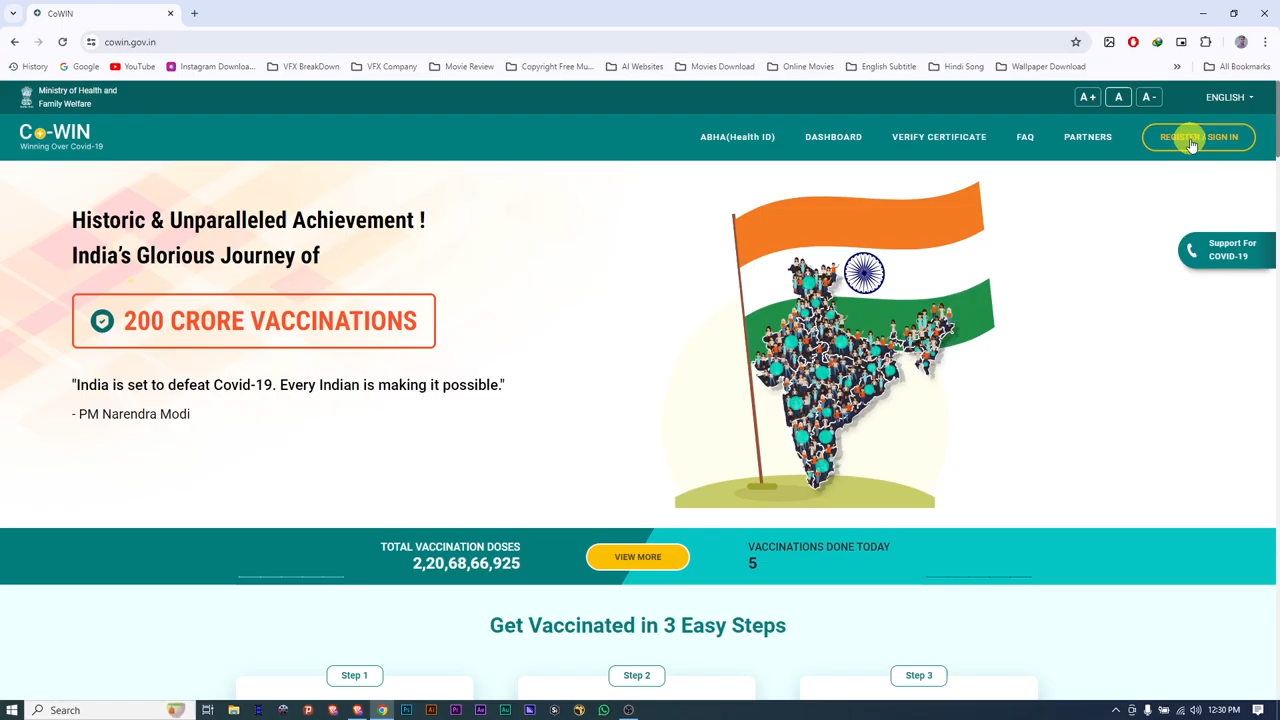 CoWIN
cowin.gov.in
History
Google
YouTube
Instagram Downloa...
VFX BreakDown
VFX Company
Movie Review
Copyright Free Mu...
AI Websites
Movies Download
Online Movies
English Subtitle
Hindi Song
Wallpaper Download
»
All Bookmarks
Ministry of Health and
Family Welfare
A+
A
A-
ENGLISH
Co-WIN
Winning Over Covid-19
ABHA(Health ID)
DASHBOARD
VERIFY CERTIFICATE
FAQ
PARTNERS
REGISTER / SIGN IN
Historic & Unparalleled Achievement !
India's Glorious Journey of
200 CRORE VACCINATIONS
"India is set to defeat Covid-19. Every Indian is making it possible."
- PM Narendra Modi
Support For
COVID-19
TOTAL VACCINATION DOSES
2,20,68,66,925
VIEW MORE
VACCINATIONS DONE TODAY
5
Get Vaccinated in 3 Easy Steps
Step 1
Step 2
Step 3
Search
Ps
Ai
Pr
Ae
Au
12:30 PM